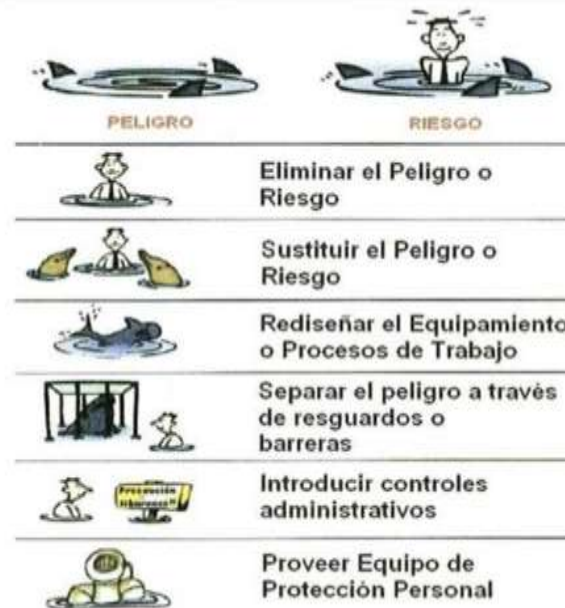 PELIGRO
RIESGO
Eliminar el Peligro o
Riesgo
Sustituir el Peligro o
Riesgo
Rediseñar el Equipamiento
o Procesos de Trabajo
Separar el peligro a través
de resguardos o
barreras
Introducir controles
administrativos
Proveer Equipo de
Protección Personal